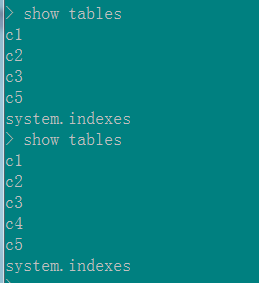 > show tables
c1
c2
c3
c5
system.indexes
> show tables
c1
c2
c3
c4
c5
system.indexes